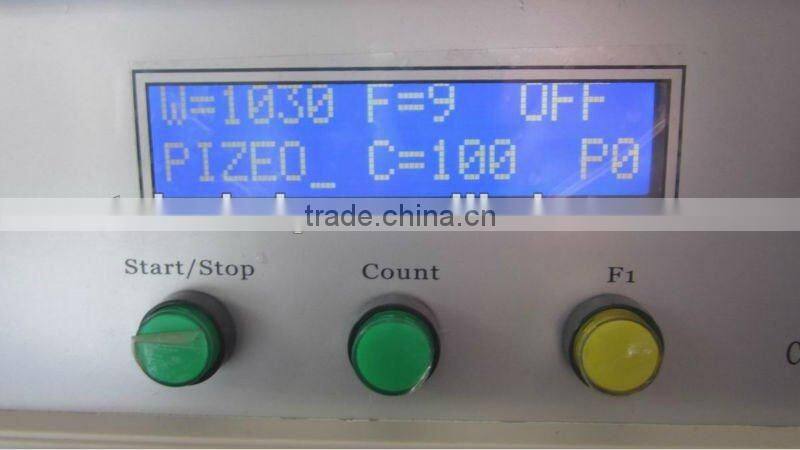 W=1030 F=9 OFF
PIZEO_ C=100 P0
trade.china.cn
Start/Stop Count F1